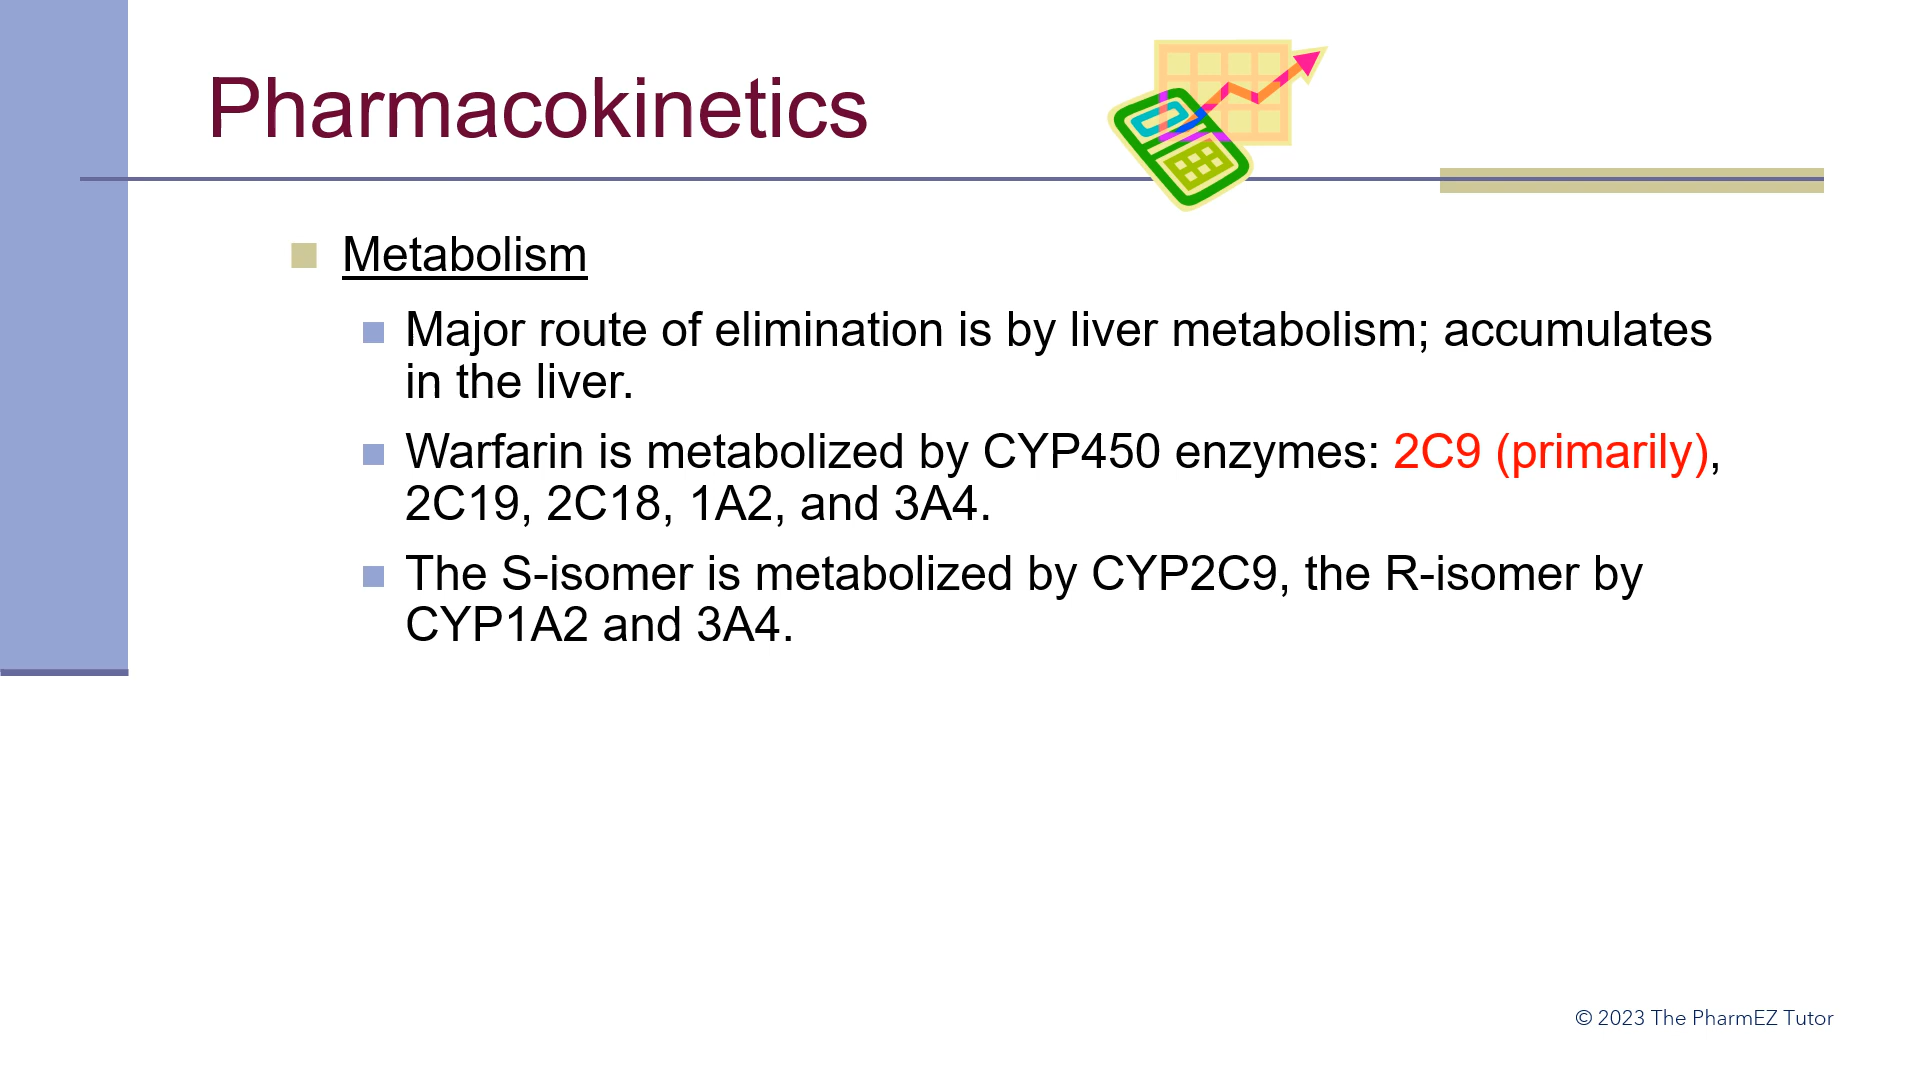 Pharmacokinetics
Metabolism
Major route of elimination is by liver metabolism; accumulates
in the liver.
Warfarin is metabolized by CYP450 enzymes: 2C9 (primarily),
2C19, 2C18, 1A2, and 3A4.
The S-isomer is metabolized by CYP2C9, the R-isomer by
CYP1A2 and 3A4.
© 2023 The PharmEZ Tutor